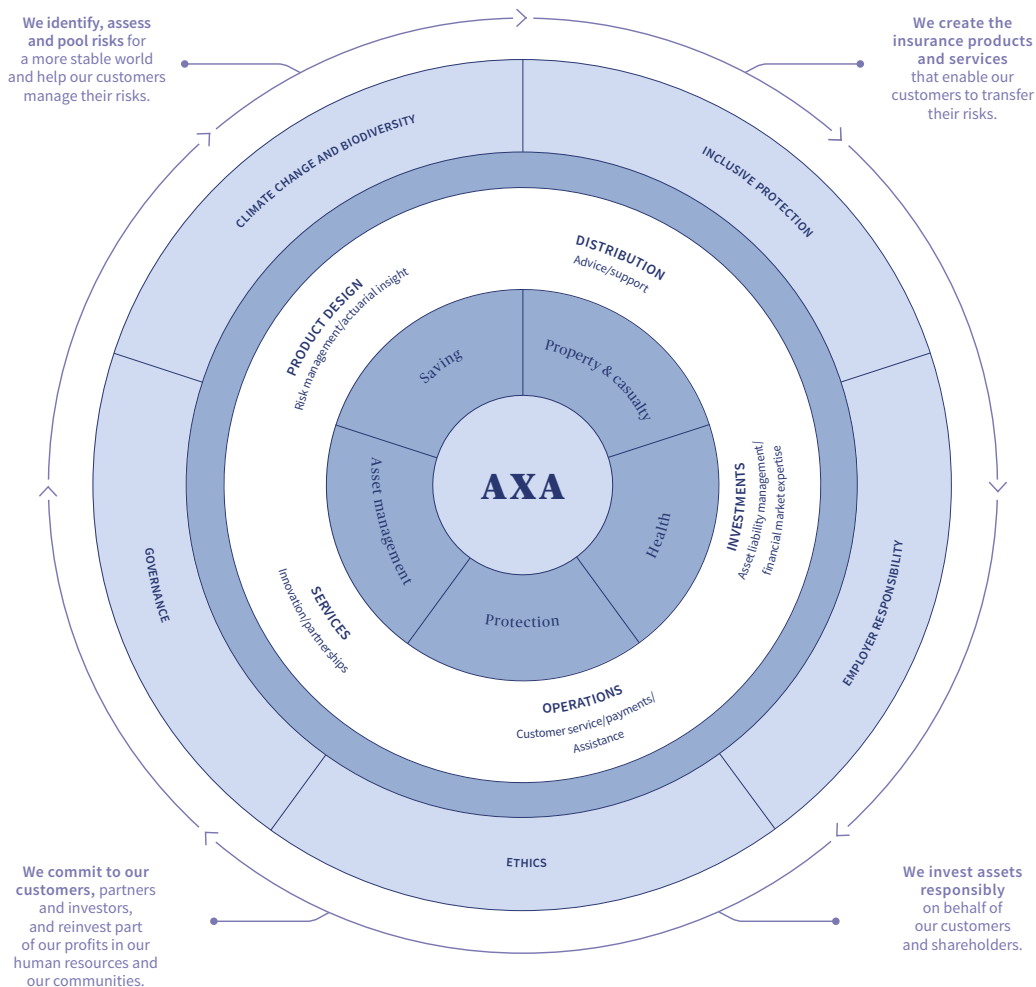 We identify, assess
and pool risks for
a more stable world
and help our customers
manage their risks.
We create the
insurance products
and services
that enable our
customers to transfer
their risks.
CLIMATE CHANGE AND BIODIVERSITY
INCLUSIVE PROTECTION
EMPLOYER RESPONSIBILITY
ETHICS
GOVERNANCE
PRODUCT DESIGN
Risk management/actuarial insight
DISTRIBUTION
Advice/support
INVESTMENTS
Asset liability management/
financial market expertise
OPERATIONS
Customer service/payments/
Assistance
SERVICES
Innovation/partnerships
Saving
Property & casualty
Health
Protection
Asset management
AXA
We commit to our
customers, partners
and investors,
and reinvest part
of our profits in our
human resources and
our communities.
We invest assets
responsibly
on behalf of
our customers
and shareholders.